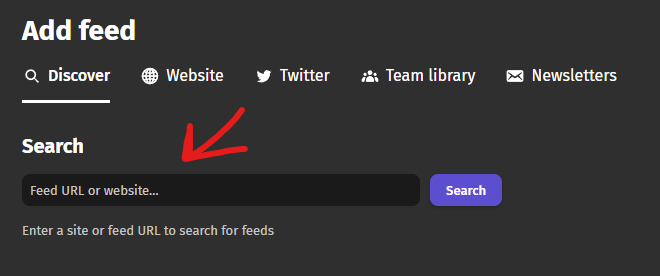 Add feed
Discover Website Twitter Team library Newsletters
Search
Feed URL or website... Search
Enter a site or feed URL to search for feeds